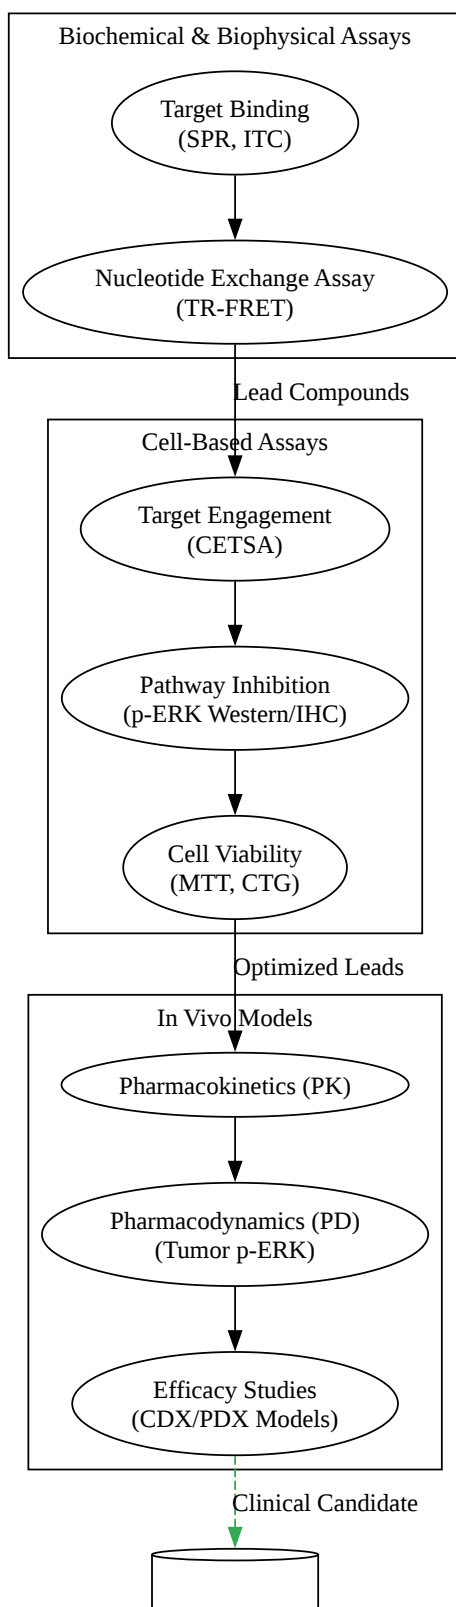 Biochemical & Biophysical Assays
Target Binding
(SPR, ITC)
Nucleotide Exchange Assay
(TR-FRET)
Lead Compounds
Cell-Based Assays
Target Engagement
(CETSA)
Pathway Inhibition
(p-ERK Western/IHC)
Cell Viability
(MTT, CTG)
Optimized Leads
In Vivo Models
Pharmacokinetics (PK)
Pharmacodynamics (PD)
(Tumor p-ERK)
Efficacy Studies
(CDX/PDX Models)
Clinical Candidate